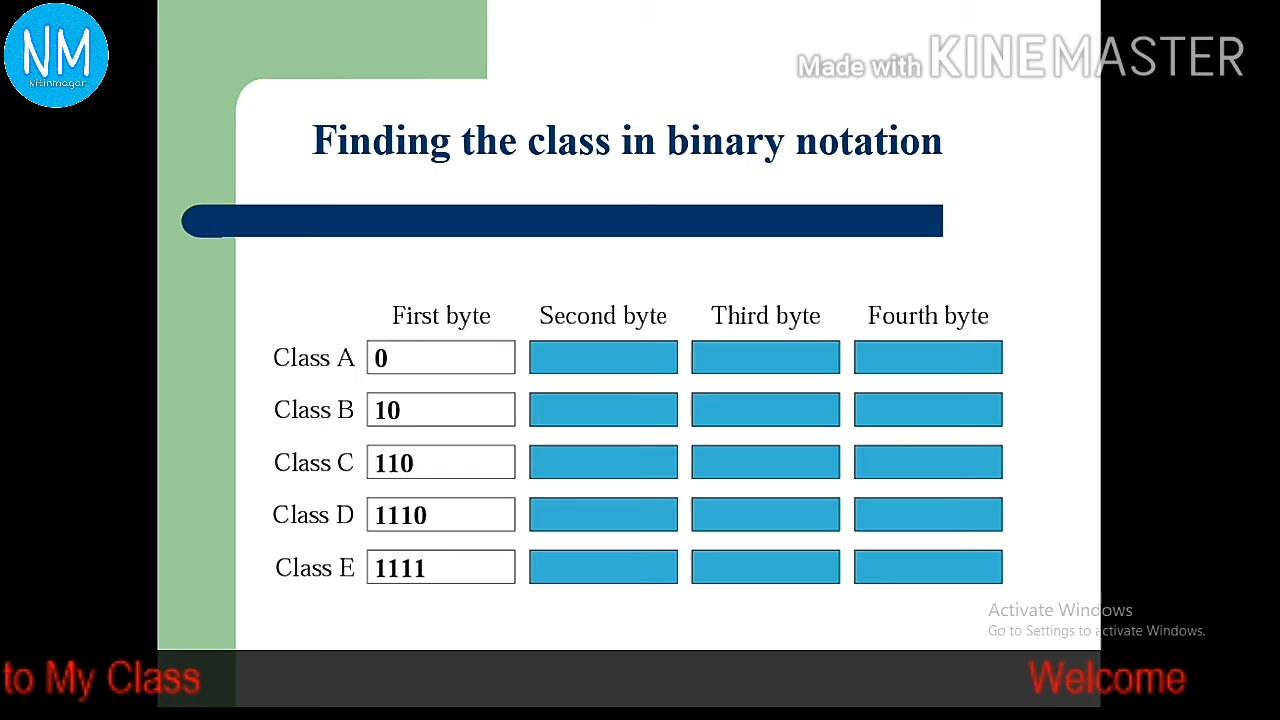 NM
Nitinmagar
Made with KINEMASTER
Finding the class in binary notation
First byte Second byte Third byte Fourth byte
Class A 0
Class B 10
Class C 110
Class D 1110
Class E 1111
Activate Windows
Go to Settings to activate Windows.
to My Class Welcome